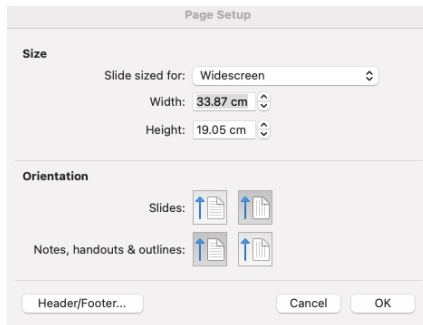 Page Setup
Size
Slide sized for: Widescreen
Width: 33.87 cm
Height: 19.05 cm
Orientation
Slides:
Notes, handouts & outlines:
Header/Footer... Cancel OK